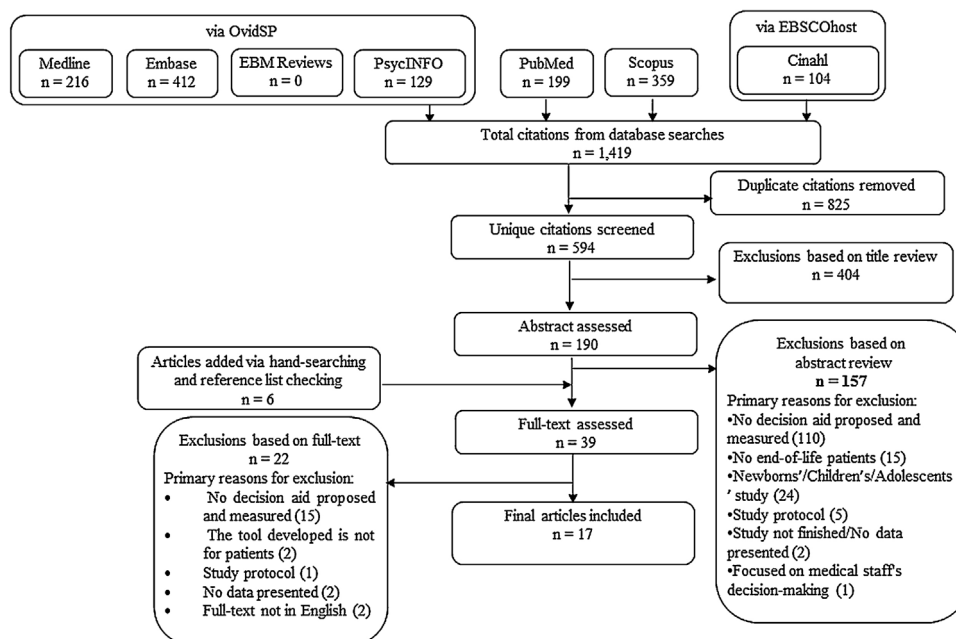 via OvidSP
Medline
n = 216
Embase
n = 412
EBM Reviews
n = 0
PsycINFO
n = 129
PubMed
n = 199
Scopus
n = 359
via EBSCOhost
Cinahl
n = 104
Total citations from database searches
n = 1,419
Duplicate citations removed
n = 825
Unique citations screened
n = 594
Exclusions based on title review
n = 404
Abstract assessed
n = 190
Articles added via hand-searching
and reference list checking
n = 6
Exclusions based on
abstract review
n = 157
Primary reasons for exclusion:
•No decision aid proposed and
measured (110)
•No end-of-life patients (15)
•Newborns'/Children's/Adolescents
' study (24)
•Study protocol (5)
•Study not finished/No data
presented (2)
•Focused on medical staff's
decision-making (1)
Full-text assessed
n = 39
Exclusions based on full-text
n = 22
Primary reasons for exclusion:
• No decision aid proposed
and measured (15)
• The tool developed is not
for patients (2)
• Study protocol (1)
• No data presented (2)
• Full-text not in English (2)
Final articles included
n = 17